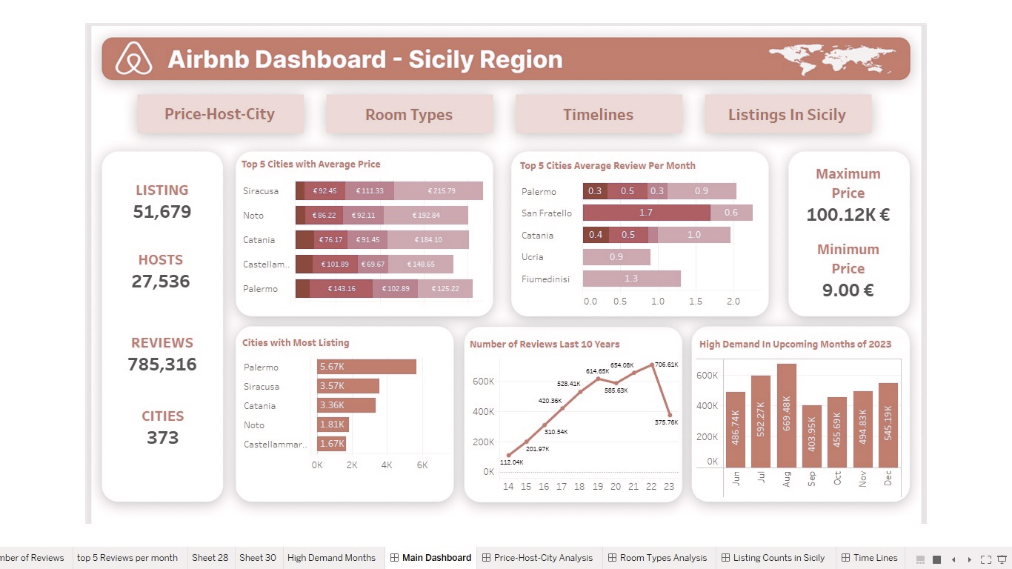 Airbnb Dashboard - Sicily Region
Price-Host-City
Room Types
Timelines
Listings In Sicily
LISTING
51,679
HOSTS
27,536
REVIEWS
785,316
CITIES
373
Top 5 Cities with Average Price
Siracusa € 92.45 € 111.33 € 215.79
Noto € 86.22 € 92.11 € 192.84
Catania € 76.17 € 91.45 € 184.10
Castellam.. € 101.89 € 69.67 € 148.65
Palermo € 143.16 € 102.89 € 126.22
Top 5 Cities Average Review Per Month
Palermo 0.3 0.5 0.3 0.9
San Fratello 1.7 0.6
Catania 0.4 0.5 1.0
Ucria 0.9
Fiumedinisi 1.3
0.0 0.5 1.0 1.5 2.0
Maximum
Price
100.12K €
Minimum
Price
9.00 €
Cities with Most Listing
Palermo 5.67K
Siracusa 3.57K
Catania 3.36K
Noto 1.81K
Castellammar.. 1.67K
0K 2K 4K 6K
Number of Reviews Last 10 Years
600K
400K
200K
0K
112.04K
201.97K
310.54K
420.36K
528.41K
614.65K
585.63K
654.08K
706.61K
375.76K
14 15 16 17 18 19 20 21 22 23
High Demand In Upcoming Months of 2023
600K
400K
200K
0K
486.74K
592.27K
669.48K
403.95K
455.69K
494.83K
545.19K
Jun Jul Aug Sep Oct Nov Dec
mber of Reviews top 5 Reviews per month Sheet 28 Sheet 30 High Demand Months Main Dashboard Price-Host-City Analysis Room Types Analysis Listing Counts in Sicily Time Lines